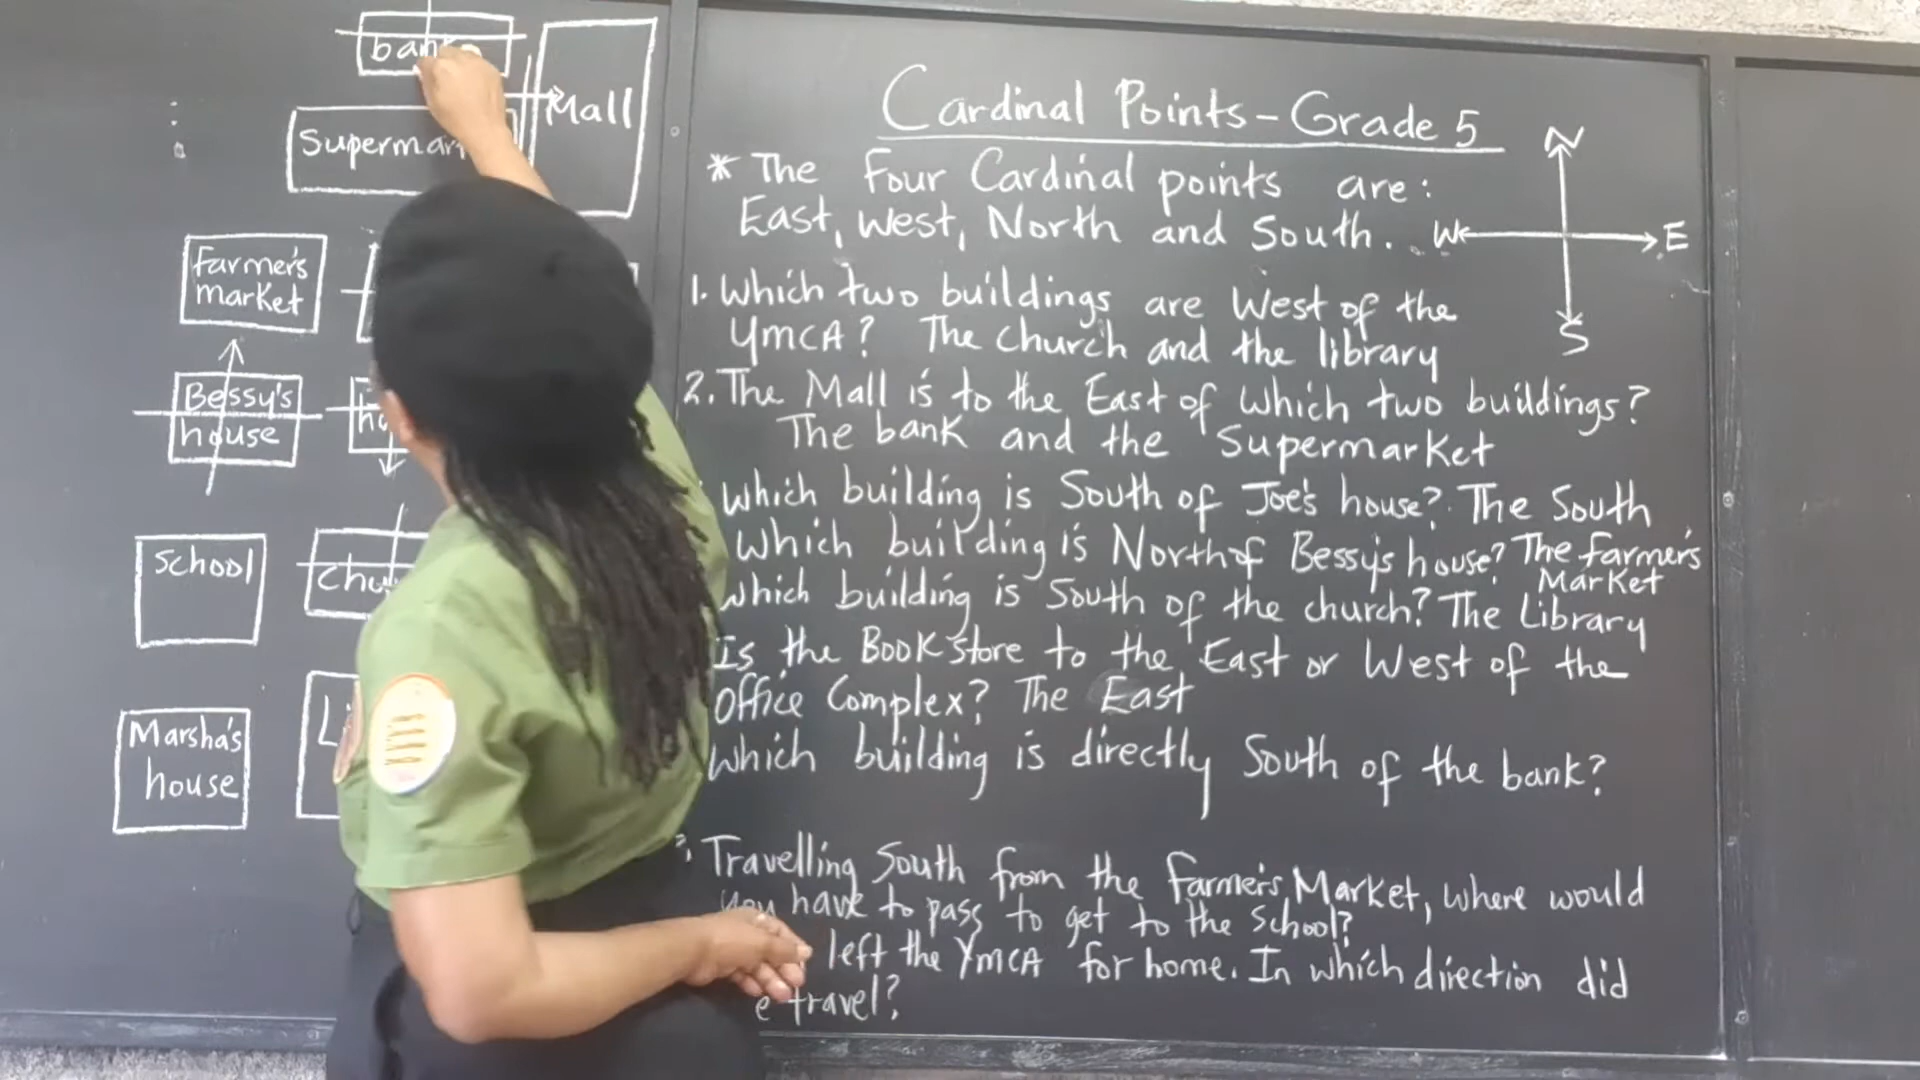 bank
Mall
Supermar
Farmer's
market
Bessy's
house
School
Chu
Marsha's
house
Cardinal Points - Grade 5
* The Four Cardinal points are:
East, West, North and South.
N
W
E
S
1. Which two buildings are West of the
YMCA? The church and the library
2. The Mall is to the East of which two buildings?
The bank and the Supermarket
Which building is South of Joe's house? The South
Which building is North of Bessy's house? The farmer's
Market
Which building is South of the church? The Library
Is the Book store to the East or West of the
Office Complex? The East
Which building is directly South of the bank?
Travelling South from the Farmer's Market, where would
you have to pass to get to the School?
left the YMCA for home. In which direction did
e travel?